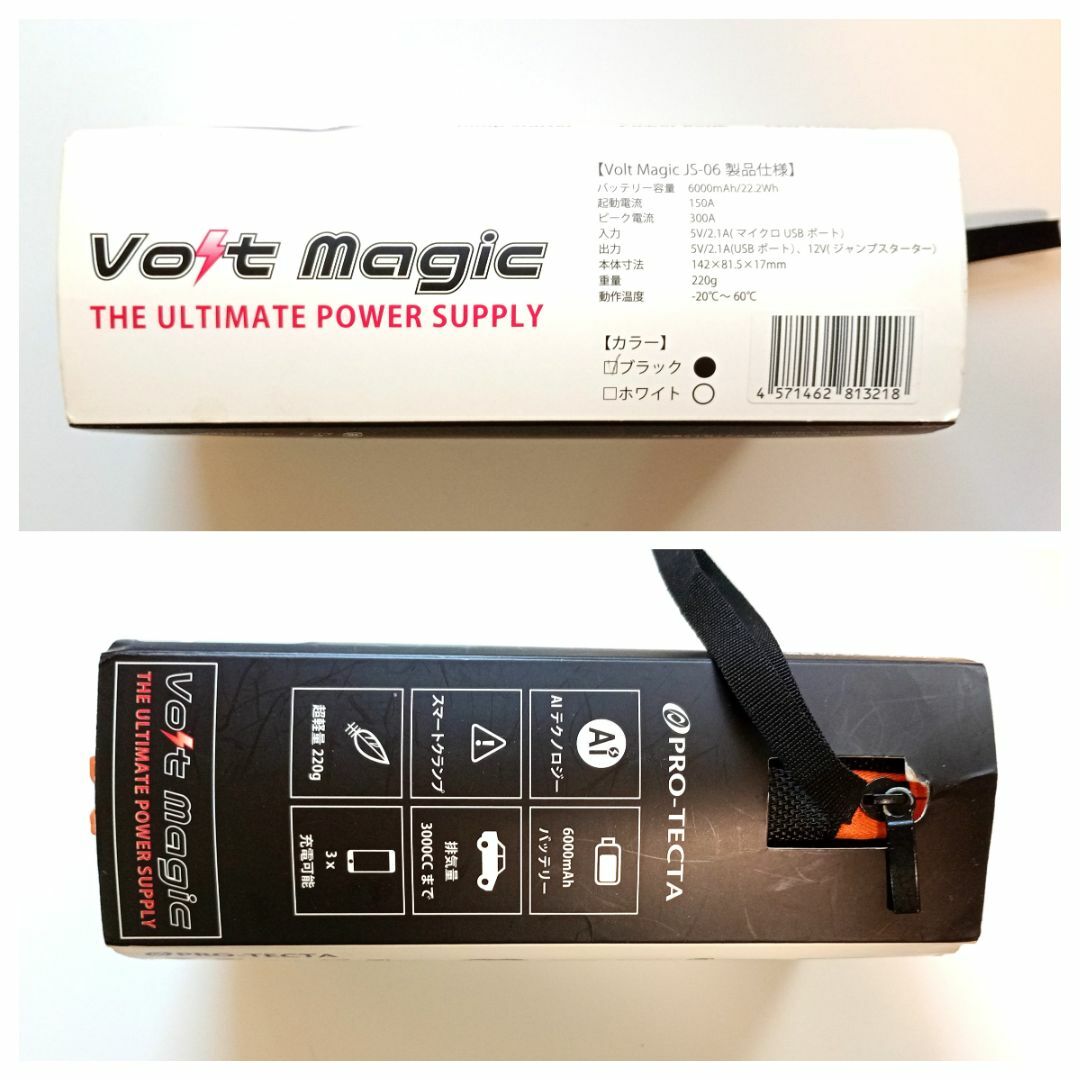 Volt Magic
THE ULTIMATE POWER SUPPLY
【Volt Magic JS-06 製品仕様】
バッテリー容量 6000mAh/22.2Wh
起動電流 150A
ピーク電流 300A
入力 5V/2.1A( マイクロ USB ポート)
出力 5V/2.1A(USB ポート)、12V( ジャンプスターター)
本体寸法 142×81.5×17mm
重量 220g
動作温度 -20℃～ 60℃
【カラー】
ブラック
ホワイト
4 571462 813218
PRO-TECTA
Ai
AI テクノロジー
6000mAh
バッテリー
スマートクランプ
排気量
3000CC まで
超軽量 220g
3 x
充電可能
Volt Magic
THE ULTIMATE POWER SUPPLY
PRO-TECTA